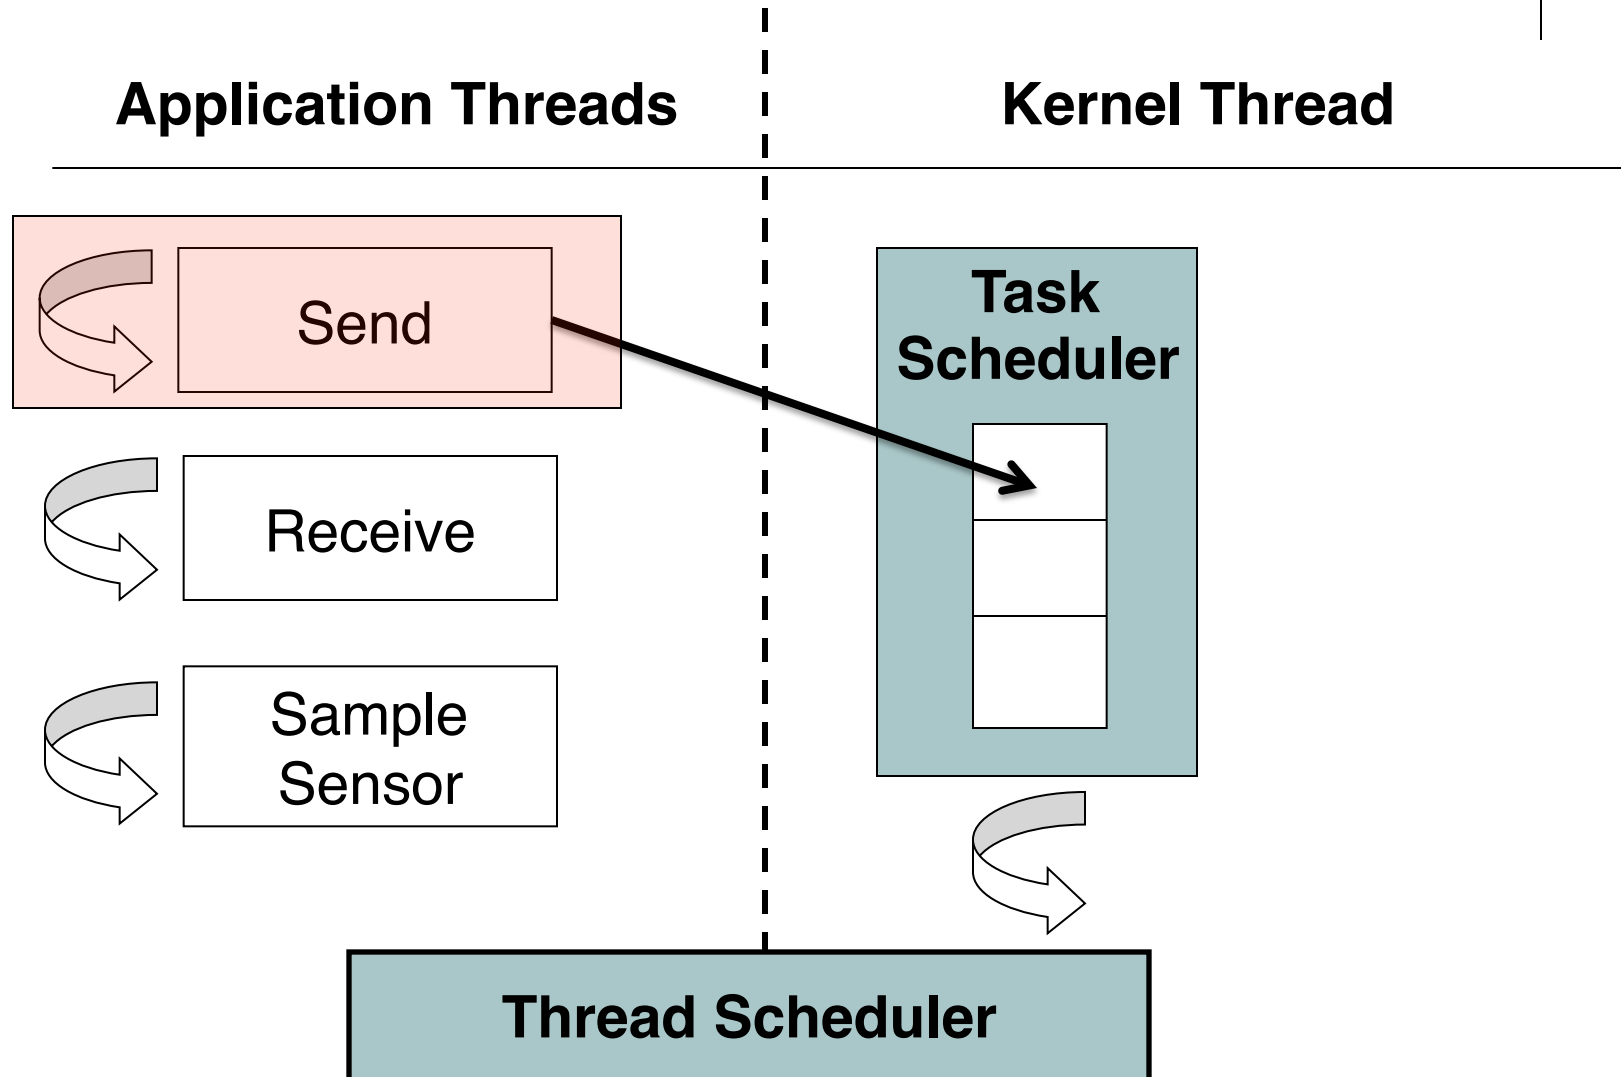 Application Threads
Kernel Thread
Send
Task
Scheduler
Receive
Sample
Sensor
Thread Scheduler